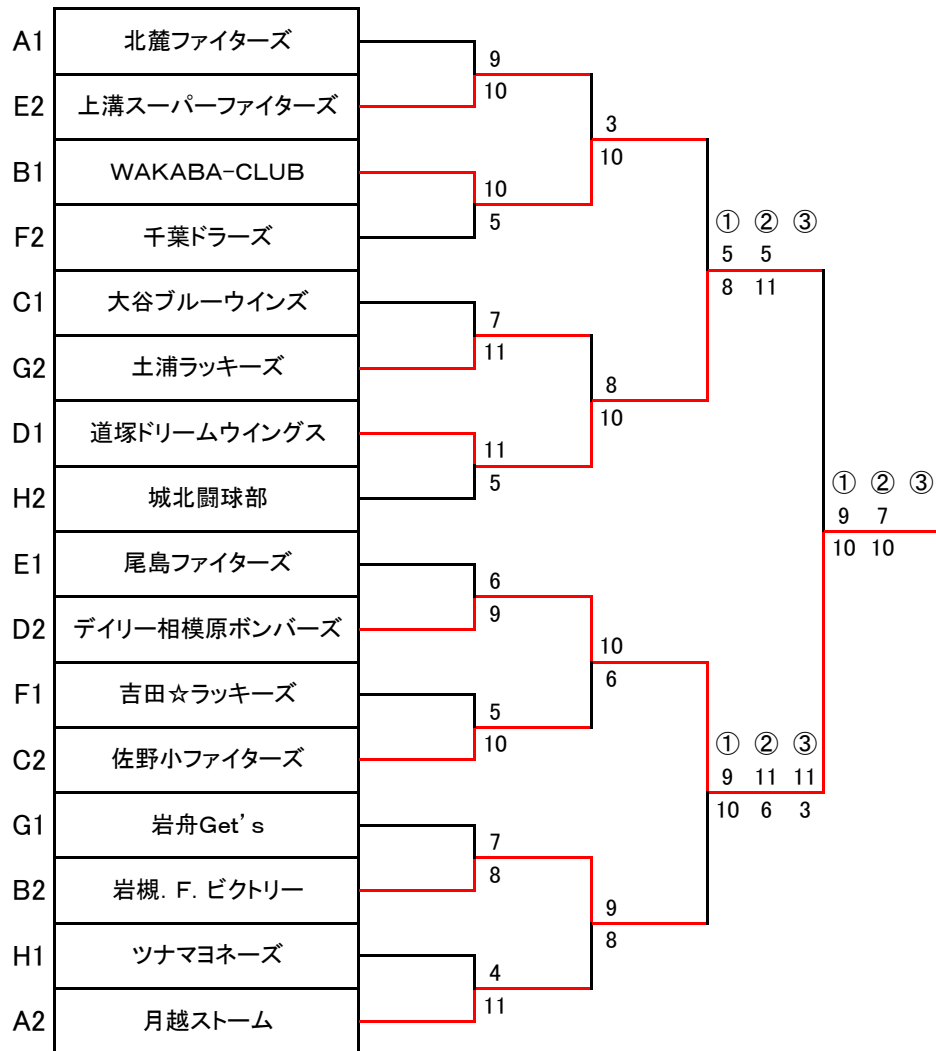 A1 北麓ファイターズ
9
E2 上溝スーパーファイターズ
10
3
10
B1 WAKABA-CLUB
10
F2 千葉ドラーズ
5
① ② ③
5 5
8 11
C1 大谷ブルーウインズ
7
G2 土浦ラッキーズ
11
8
10
D1 道塚ドリームウイングス
11
H2 城北闘球部
5
① ② ③
9 7
10 10
E1 尾島ファイターズ
6
D2 デイリー相模原ボンバーズ
9
10
6
F1 吉田☆ラッキーズ
5
C2 佐野小ファイターズ
10
① ② ③
9 11 11
10 6 3
G1 岩舟Get's
7
B2 岩槻．F．ビクトリー
8
9
8
H1 ツナマヨネーズ
4
A2 月越ストーム
11